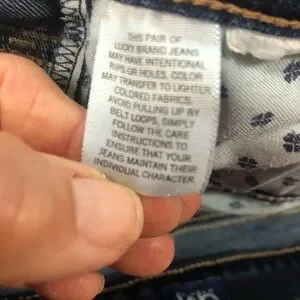 THIS PAIR OF
LUCKY BRAND JEANS
MAY HAVE INTENTIONAL
RIPS OR HOLES. COLOR
MAY TRANSFER TO LIGHTER
COLORED FABRICS.
AVOID PULLING UP BY
BELT LOOPS, SIMPLY
FOLLOW THE CARE
INSTRUCTIONS TO
ENSURE THAT YOUR
JEANS MAINTAIN THEIR
INDIVIDUAL CHARACTER